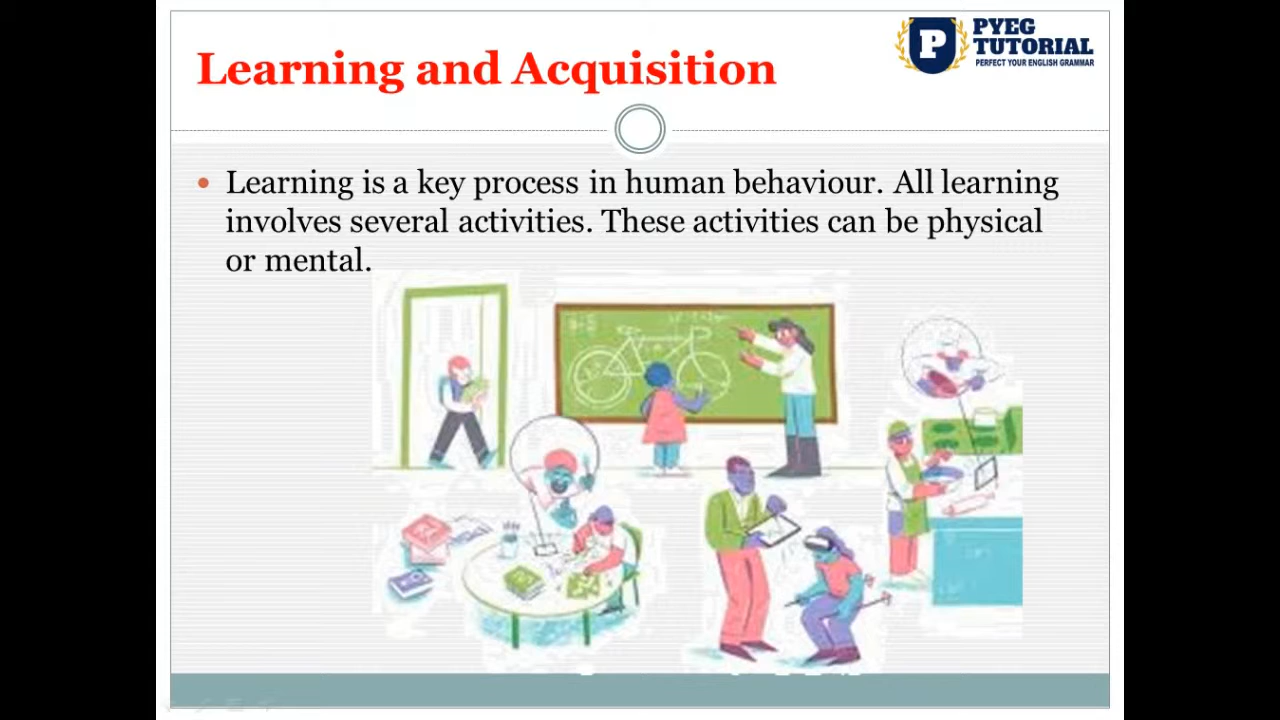 Learning and Acquisition
P
PYEG
TUTORIAL
PERFECT YOUR ENGLISH GRAMMAR
• Learning is a key process in human behaviour. All learning
involves several activities. These activities can be physical
or mental.